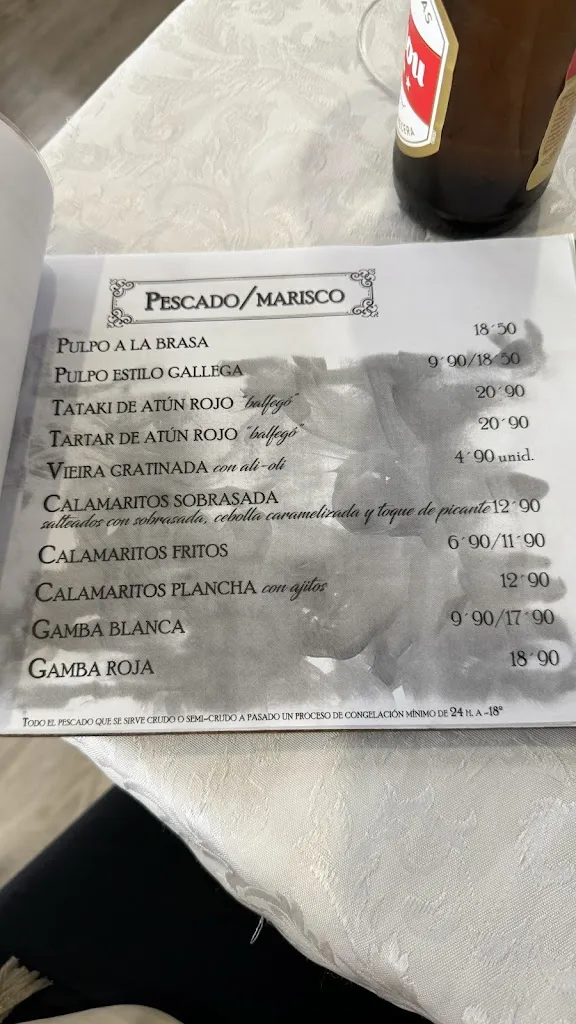 PESCADO/MARISCO
PULPO A LA BRASA 18´50
PULPO ESTILO GALLEGA 9´90/18´50
TATAKI DE ATÚN ROJO "balfegó" 20´90
TARTAR DE ATÚN ROJO "balfegó" 20´90
VIEIRA GRATINADA con ali-oli 4´90 unid.
CALAMARITOS SOBRASADA
salteados con sobrasada, cebolla caramelizada y toque de picante 12´90
CALAMARITOS FRITOS 6´90/11´90
CALAMARITOS PLANCHA con ajitos 12´90
GAMBA BLANCA 9´90/17´90
GAMBA ROJA 18´90
TODO EL PESCADO QUE SE SIRVE CRUDO O SEMI-CRUDO A PASADO UN PROCESO DE CONGELACIÓN MÍNIMO DE 24 H. A -18º